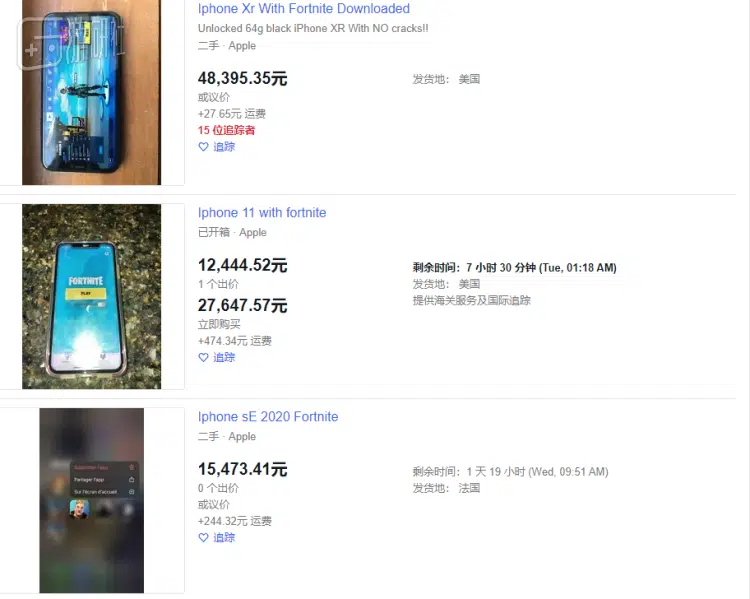 Iphone Xr With Fortnite Downloaded
Unlocked 64g black iPhone XR With NO cracks!!
二手 · Apple
48,395.35元
发货地： 美国
或议价
+27.65元 运费
15 位追踪者
追踪
Iphone 11 with fortnite
已开箱 · Apple
12,444.52元
剩余时间：7 小时 30 分钟 (Tue, 01:18 AM)
1 个出价
发货地： 美国
27,647.57元
提供海关服务及国际追踪
立即购买
+474.34元 运费
追踪
FORTNITE
PLAY
Iphone sE 2020 Fortnite
二手 · Apple
15,473.41元
剩余时间：1 天 19 小时 (Wed, 09:51 AM)
0 个出价
发货地： 法国
或议价
+244.32元 运费
追踪
Supprimer l'app
Partager l'app
Sur l'écran d'accueil